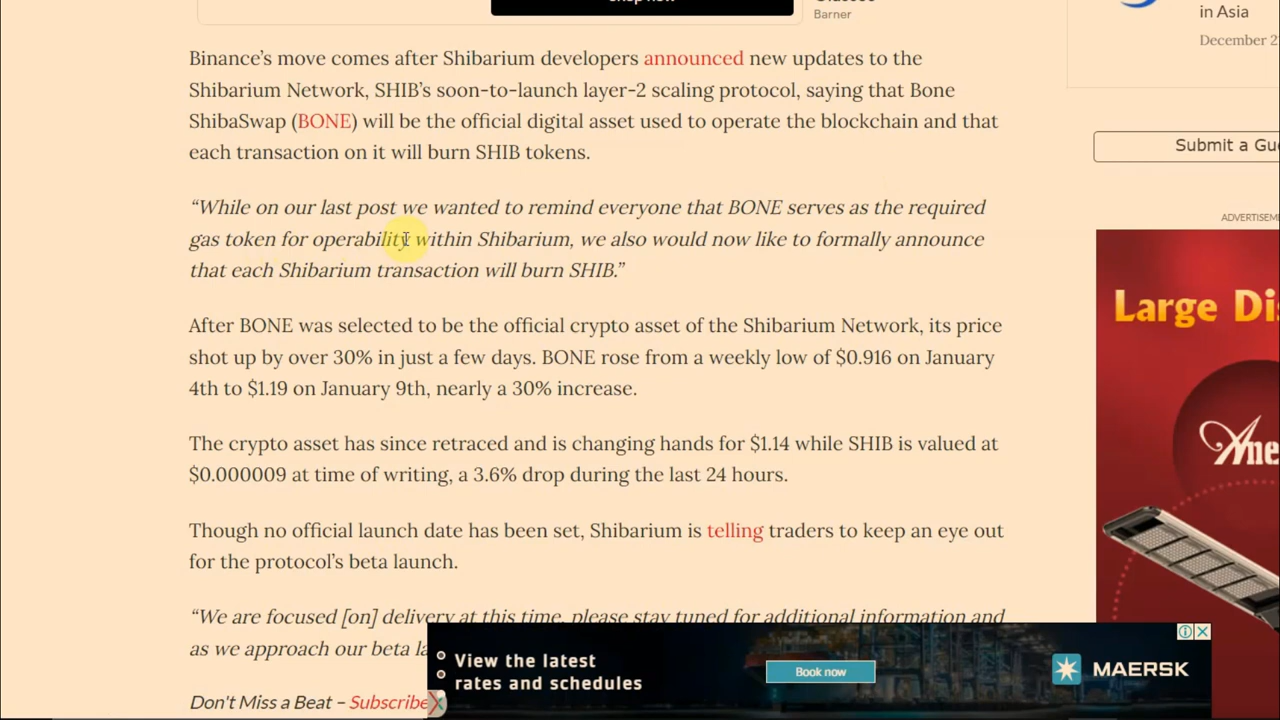 Barner
in Asia
December 2
Binance’s move comes after Shibarium developers announced new updates to the
Shibarium Network, SHIB’s soon-to-launch layer-2 scaling protocol, saying that Bone
ShibaSwap (BONE) will be the official digital asset used to operate the blockchain and that
each transaction on it will burn SHIB tokens.
“While on our last post we wanted to remind everyone that BONE serves as the required
gas token for operability within Shibarium, we also would now like to formally announce
that each Shibarium transaction will burn SHIB.”
After BONE was selected to be the official crypto asset of the Shibarium Network, its price
shot up by over 30% in just a few days. BONE rose from a weekly low of $0.916 on January
4th to $1.19 on January 9th, nearly a 30% increase.
The crypto asset has since retraced and is changing hands for $1.14 while SHIB is valued at
$0.000009 at time of writing, a 3.6% drop during the last 24 hours.
Though no official launch date has been set, Shibarium is telling traders to keep an eye out
for the protocol’s beta launch.
“We are focused [on] delivery at this time, please stay tuned for additional information and
as we approach our beta la
Don't Miss a Beat – Subscribe
Submit a Gu
ADVERTISEM
Large Di
Ame
View the latest
rates and schedules
Book now
MAERSK